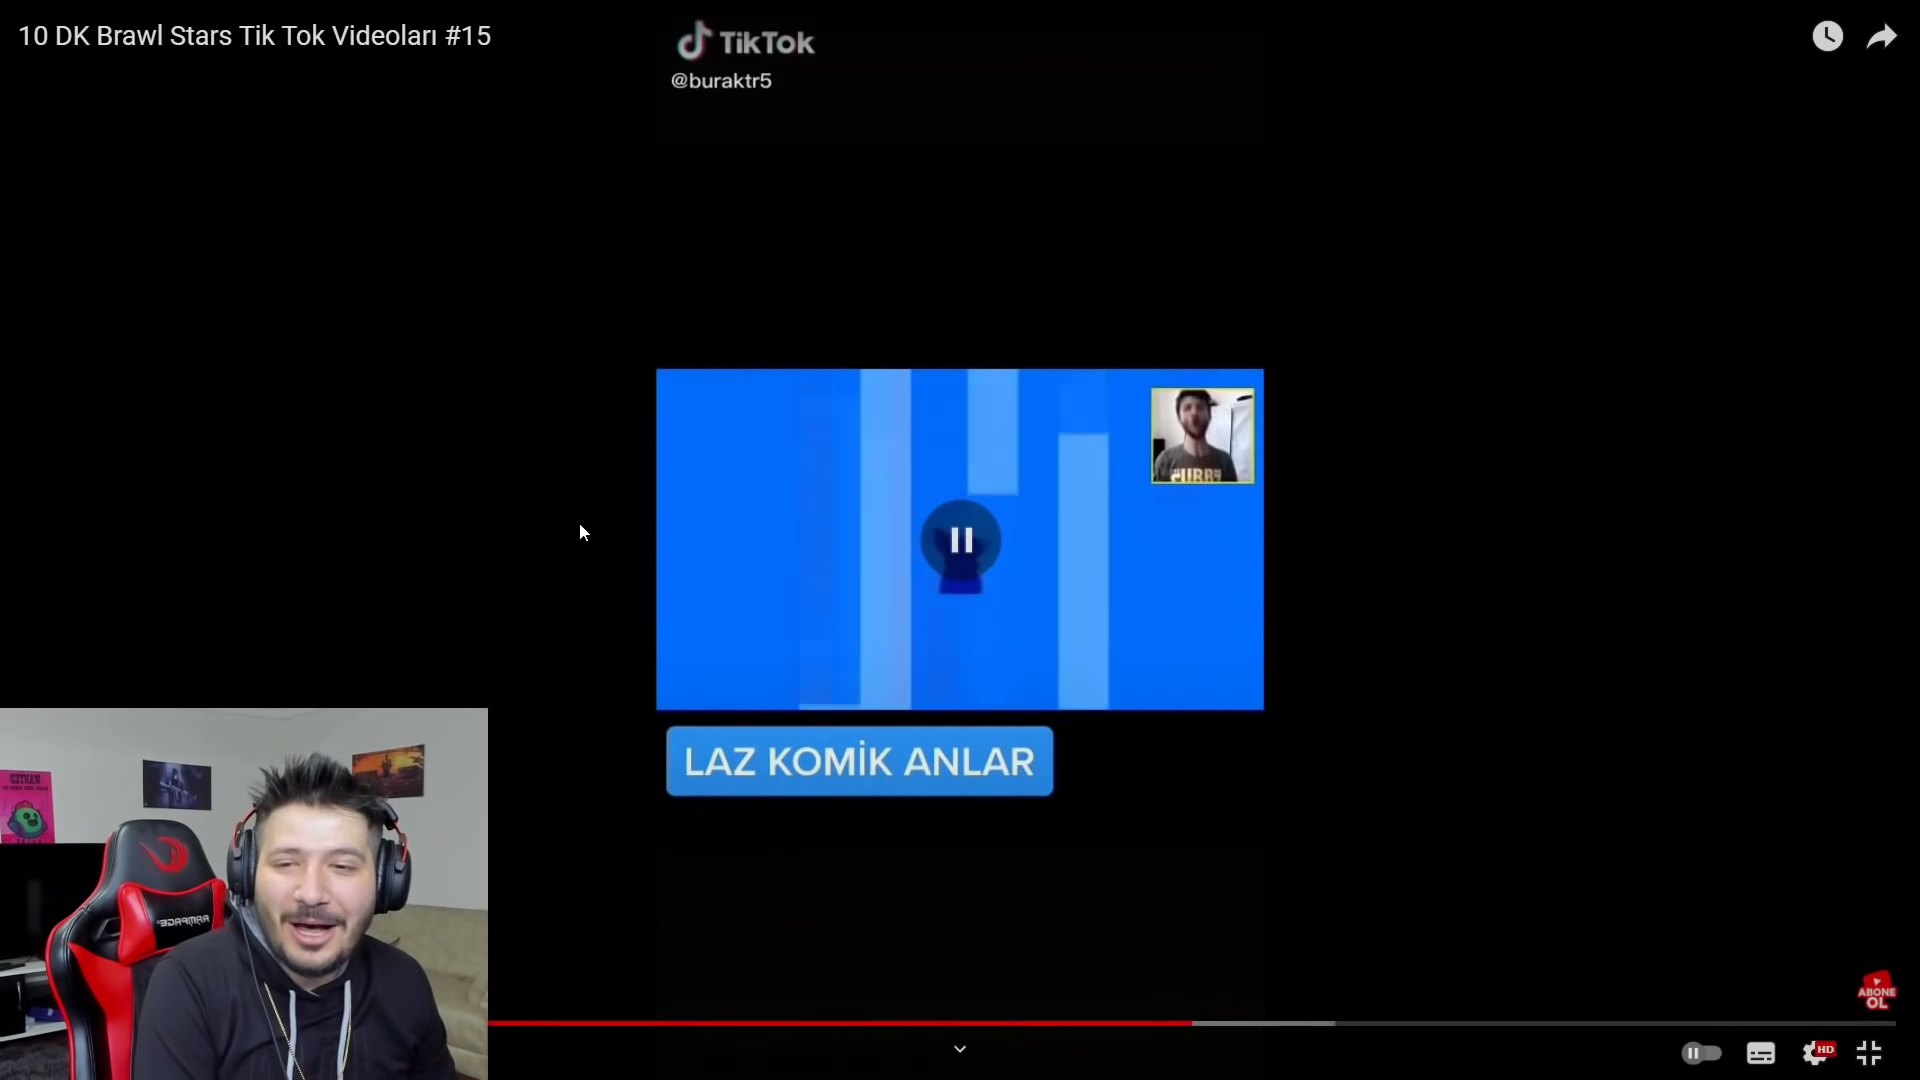 10 DK Brawl Stars Tik Tok Videoları #15
TikTok
@buraktr5
LAZ KOMİK ANLAR
ABONE
OL
HD